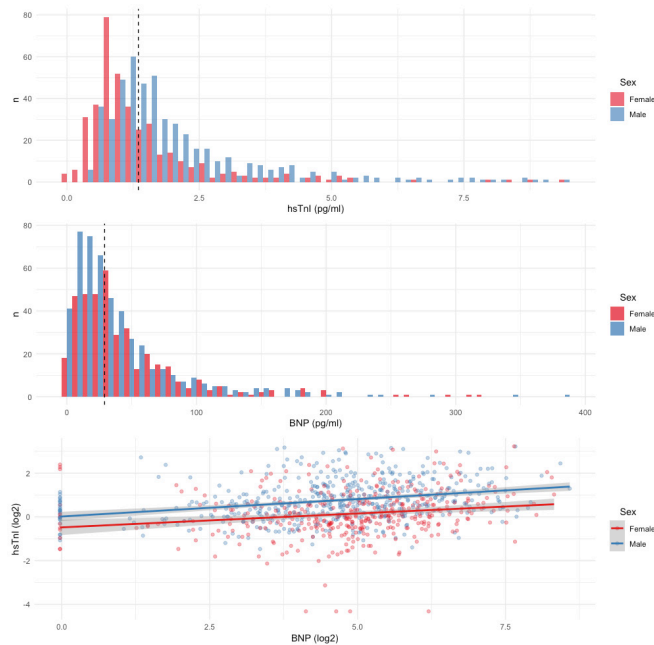 80
60
40
20
0
n
0.0
2.5
5.0
7.5
hsTnI (pg/ml)
Sex
Female
Male
80
60
40
20
0
n
0
100
200
300
400
BNP (pg/ml)
Sex
Female
Male
2
0
-2
-4
hsTnI (log2)
0.0
2.5
5.0
7.5
BNP (log2)
Sex
Female
Male